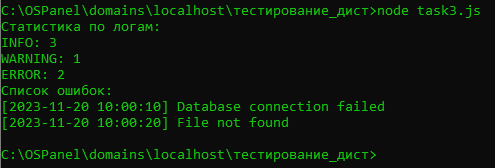 C:\OSPanel\domains\localhost\тестирование_дист>node task3.js
Статистика по логам:
INFO: 3
WARNING: 1
ERROR: 2
Список ошибок:
[2023-11-20 10:00:10] Database connection failed
[2023-11-20 10:00:20] File not found
C:\OSPanel\domains\localhost\тестирование_дист>